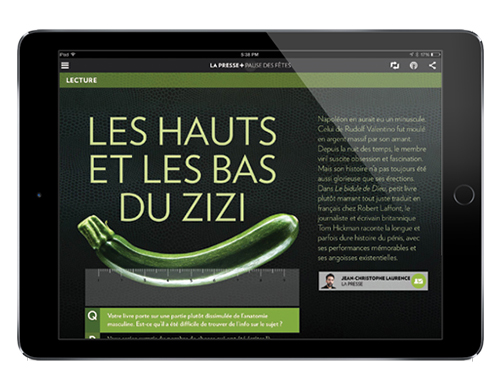 iPad
5:38 PM
97%
LA PRESSE+ PAUSE DES FÊTES
LECTURE
LES HAUTS
ET LES BAS
DU ZIZI
Napoléon en aurait eu un minuscule.
Celui de Rudolf Valentino fut moulé
en argent massif par son amant.
Depuis la nuit des temps, le membre
viril suscite obsession et fascination.
Mais son histoire n'a pas toujours été
aussi glorieuse que ses érections.
Dans Le bidule de Dieu, petit livre
plutôt marrant tout juste traduit en
français chez Robert Laffont, le
journaliste et écrivain britannique
Tom Hickman raconte la longue et
parfois dure histoire du pénis, avec
ses performances mémorables et
ses angoisses existentielles.
JEAN-CHRISTOPHE LAURENCE
LA PRESSE
Q
Votre livre porte sur une partie plutôt dissimulée de l'anatomie
masculine. Est-ce qu'il a été difficile de trouver de l'info sur le sujet ?